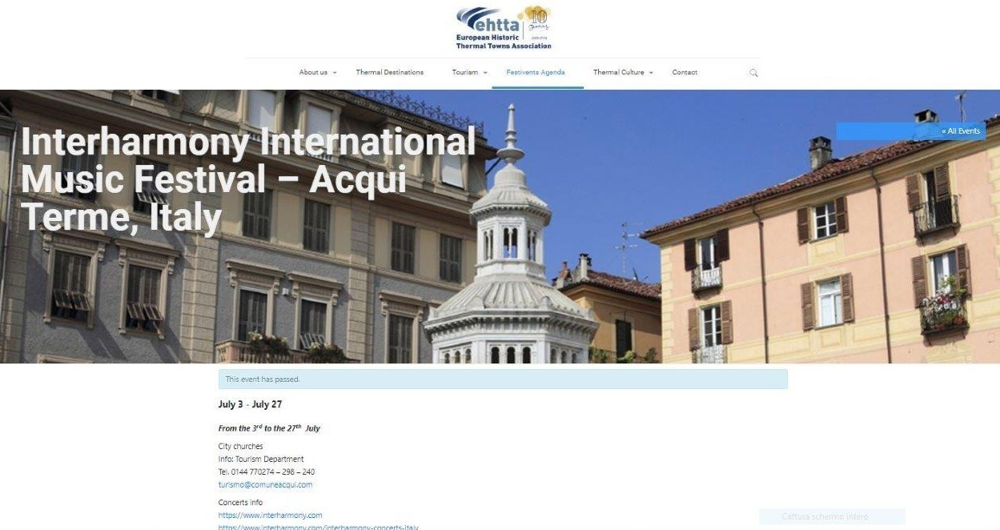 ehtta
10
years
European Historic
Thermal Towns Association
About us
Thermal Destinations
Tourism
Festivents Agenda
Thermal Culture
Contact
Interharmony International
Music Festival – Acqui
Terme, Italy
« All Events
This event has passed.
July 3 - July 27
From the 3rd to the 27th July
City churches
Info: Tourism Department
Tel. 0144 770274 – 298 – 240
turismo@comuneacqui.com
Concerts info
https://www.interharmony.com
https://www.interharmony.com/interharmony-concerts-italy
Cattura schermo intero